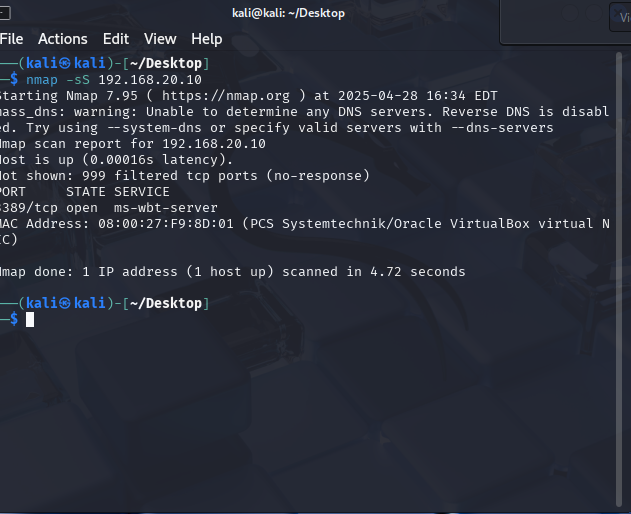 kali@kali: ~/Desktop
Vi
File Actions Edit View Help
──(kali㉿kali)-[~/Desktop]
─$ nmap -sS 192.168.20.10
Starting Nmap 7.95 ( https://nmap.org ) at 2025-04-28 16:34 EDT
mass_dns: warning: Unable to determine any DNS servers. Reverse DNS is disabl
ed. Try using --system-dns or specify valid servers with --dns-servers
Nmap scan report for 192.168.20.10
Host is up (0.00016s latency).
Not shown: 999 filtered tcp ports (no-response)
PORT     STATE SERVICE
3389/tcp open  ms-wbt-server
MAC Address: 08:00:27:F9:8D:01 (PCS Systemtechnik/Oracle VirtualBox virtual N
IC)
Nmap done: 1 IP address (1 host up) scanned in 4.72 seconds
──(kali㉿kali)-[~/Desktop]
─$